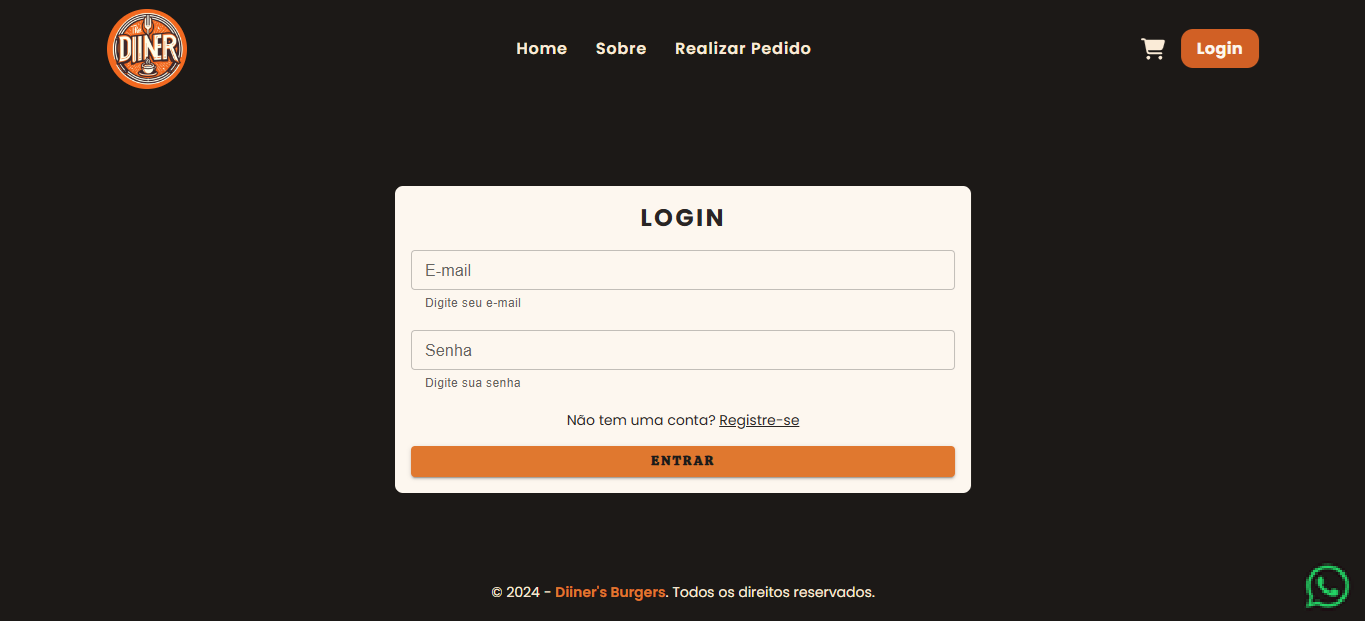 The
DIINER
Home Sobre Realizar Pedido Login
LOGIN
E-mail
Digite seu e-mail
Senha
Digite sua senha
Não tem uma conta? Registre-se
ENTRAR
© 2024 - Diiner's Burgers. Todos os direitos reservados.